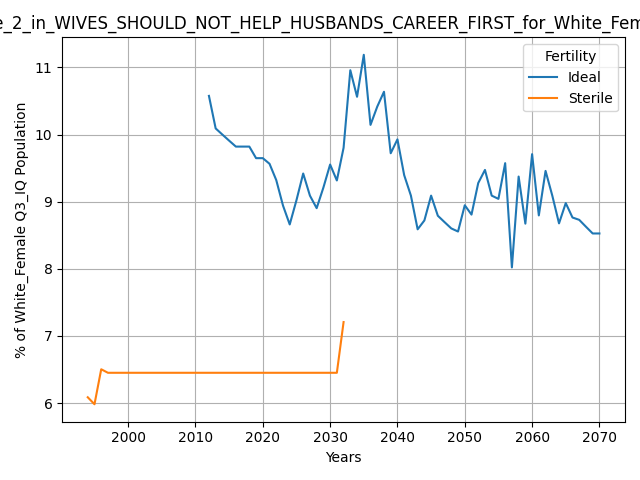 e_2_in_WIVES_SHOULD_NOT_HELP_HUSBANDS_CAREER_FIRST_for_White_Fem
Fertility
Ideal
Sterile
% of White_Female Q3_IQ Population
11
10
9
8
7
6
2000 2010 2020 2030 2040 2050 2060 2070
Years